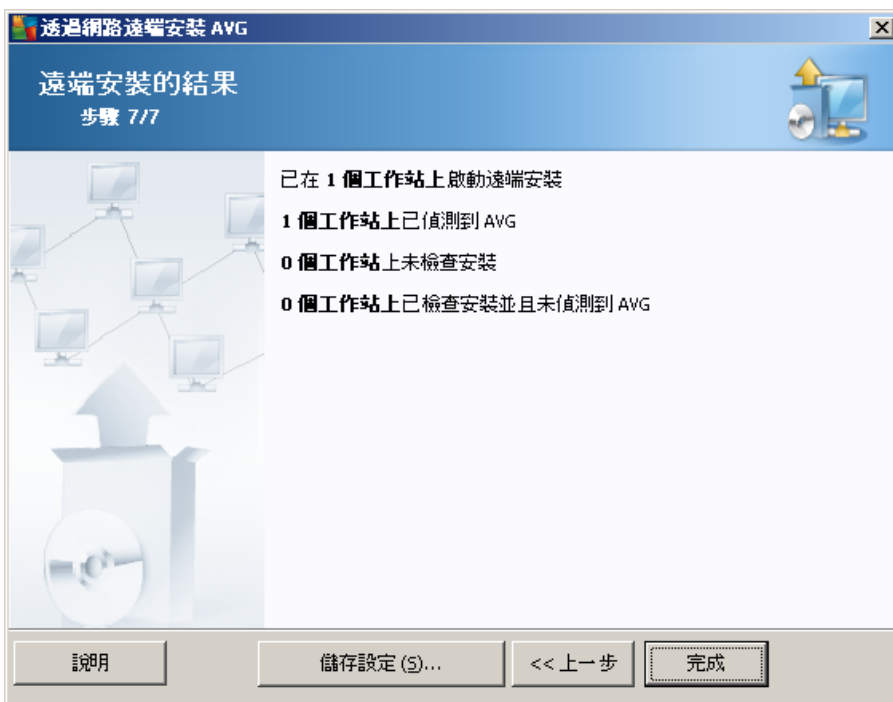 透過網路遠端安裝 AVG
遠端安裝的結果
步驟 7/7
已在 1 個工作站上啟動遠端安裝
1 個工作站上已偵測到 AVG
0 個工作站上未檢查安裝
0 個工作站上已檢查安裝並且未偵測到 AVG
說明
儲存設定(S)...
<< 上一步
完成